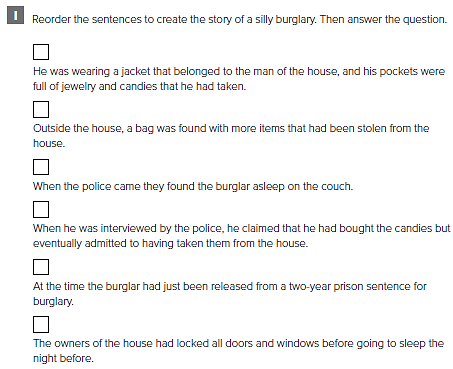 I Reorder the sentences to create the story of a silly burglary. Then answer the question.
He was wearing a jacket that belonged to the man of the house, and his pockets were
full of jewelry and candies that he had taken.
Outside the house, a bag was found with more items that had been stolen from the
house.
When the police came they found the burglar asleep on the couch.
When he was interviewed by the police, he claimed that he had bought the candies but
eventually admitted to having taken them from the house.
At the time the burglar had just been released from a two-year prison sentence for
burglary.
The owners of the house had locked all doors and windows before going to sleep the
night before.